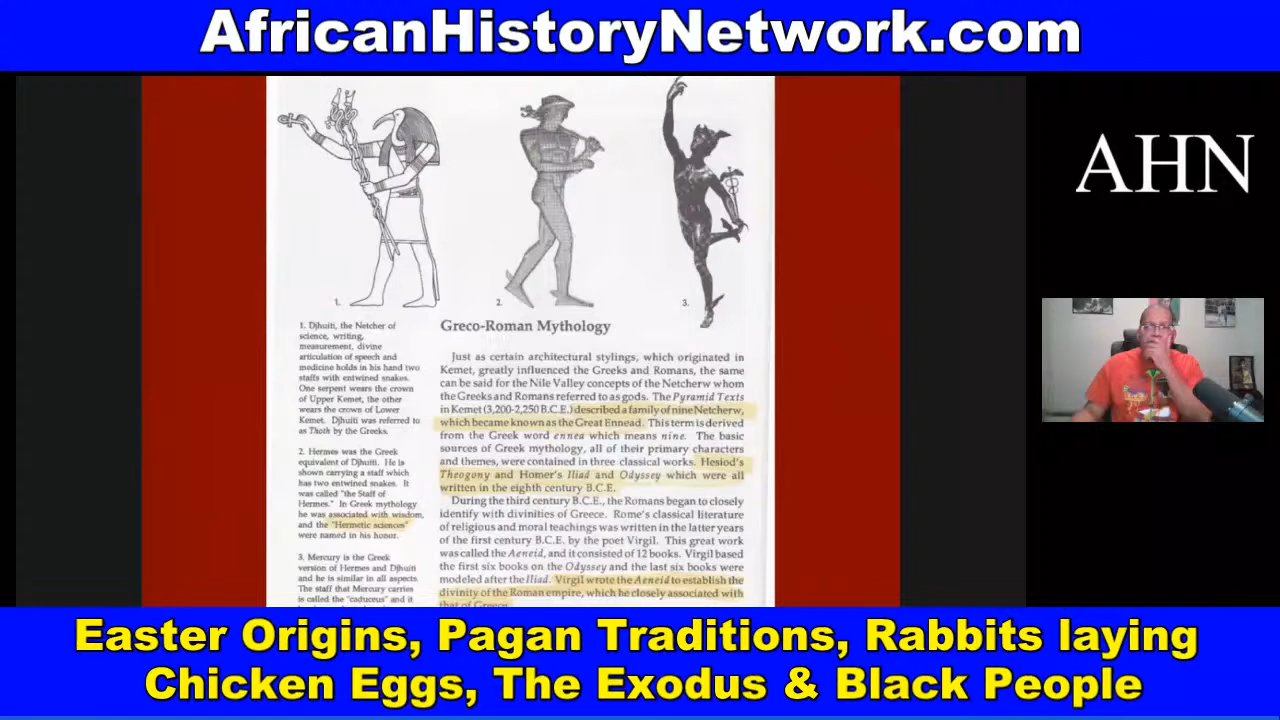 AfricanHistoryNetwork.com
AHN
1.
2.
3.
1. Djhuiti, the Netcher of
science, writing,
measurement, divine
articulation of speech and
medicine holds in his hand two
staffs with entwined snakes.
One serpent wears the crown
of Upper Kemet, the other
wears the crown of Lower
Kemet. Djhuiti was referred to
as Thoth by the Greeks.
2. Hermes was the Greek
equivalent of Djhuiti. He is
shown carrying a staff which
has two entwined snakes. It
was called "the Staff of
Hermes." In Greek mythology
he was associated with wisdom,
and the "Hermetic sciences"
were named in his honor.
3. Mercury is the Greek
version of Hermes and Djhuiti
and he is similar in all aspects.
The staff that Mercury carries
is called the "caduceus" and it
Greco-Roman Mythology
Just as certain architectural stylings, which originated in
Kemet, greatly influenced the Greeks and Romans, the same
can be said for the Nile Valley concepts of the Netcherw whom
the Greeks and Romans referred to as gods. The Pyramid Texts
in Kemet (3,200-2,250 B.C.E.) described a family of nine Netcherw,
which became known as the Great Ennead. This term is derived
from the Greek word ennea which means nine. The basic
sources of Greek mythology, all of their primary characters
and themes, were contained in three classical works. Hesiod's
Theogony and Homer's Iliad and Odyssey which were all
written in the eighth century B.C.E.
During the third century B.C.E., the Romans began to closely
identify with divinities of Greece. Rome's classical literature
of religious and moral teachings was written in the latter years
of the first century B.C.E. by the poet Virgil. This great work
was called the Aeneid, and it consisted of 12 books. Virgil based
the first six books on the Odyssey and the last six books were
modeled after the Iliad. Virgil wrote the Aeneid to establish the
divinity of the Roman empire, which he closely associated with
that of Greece.
Easter Origins, Pagan Traditions, Rabbits laying
Chicken Eggs, The Exodus & Black People